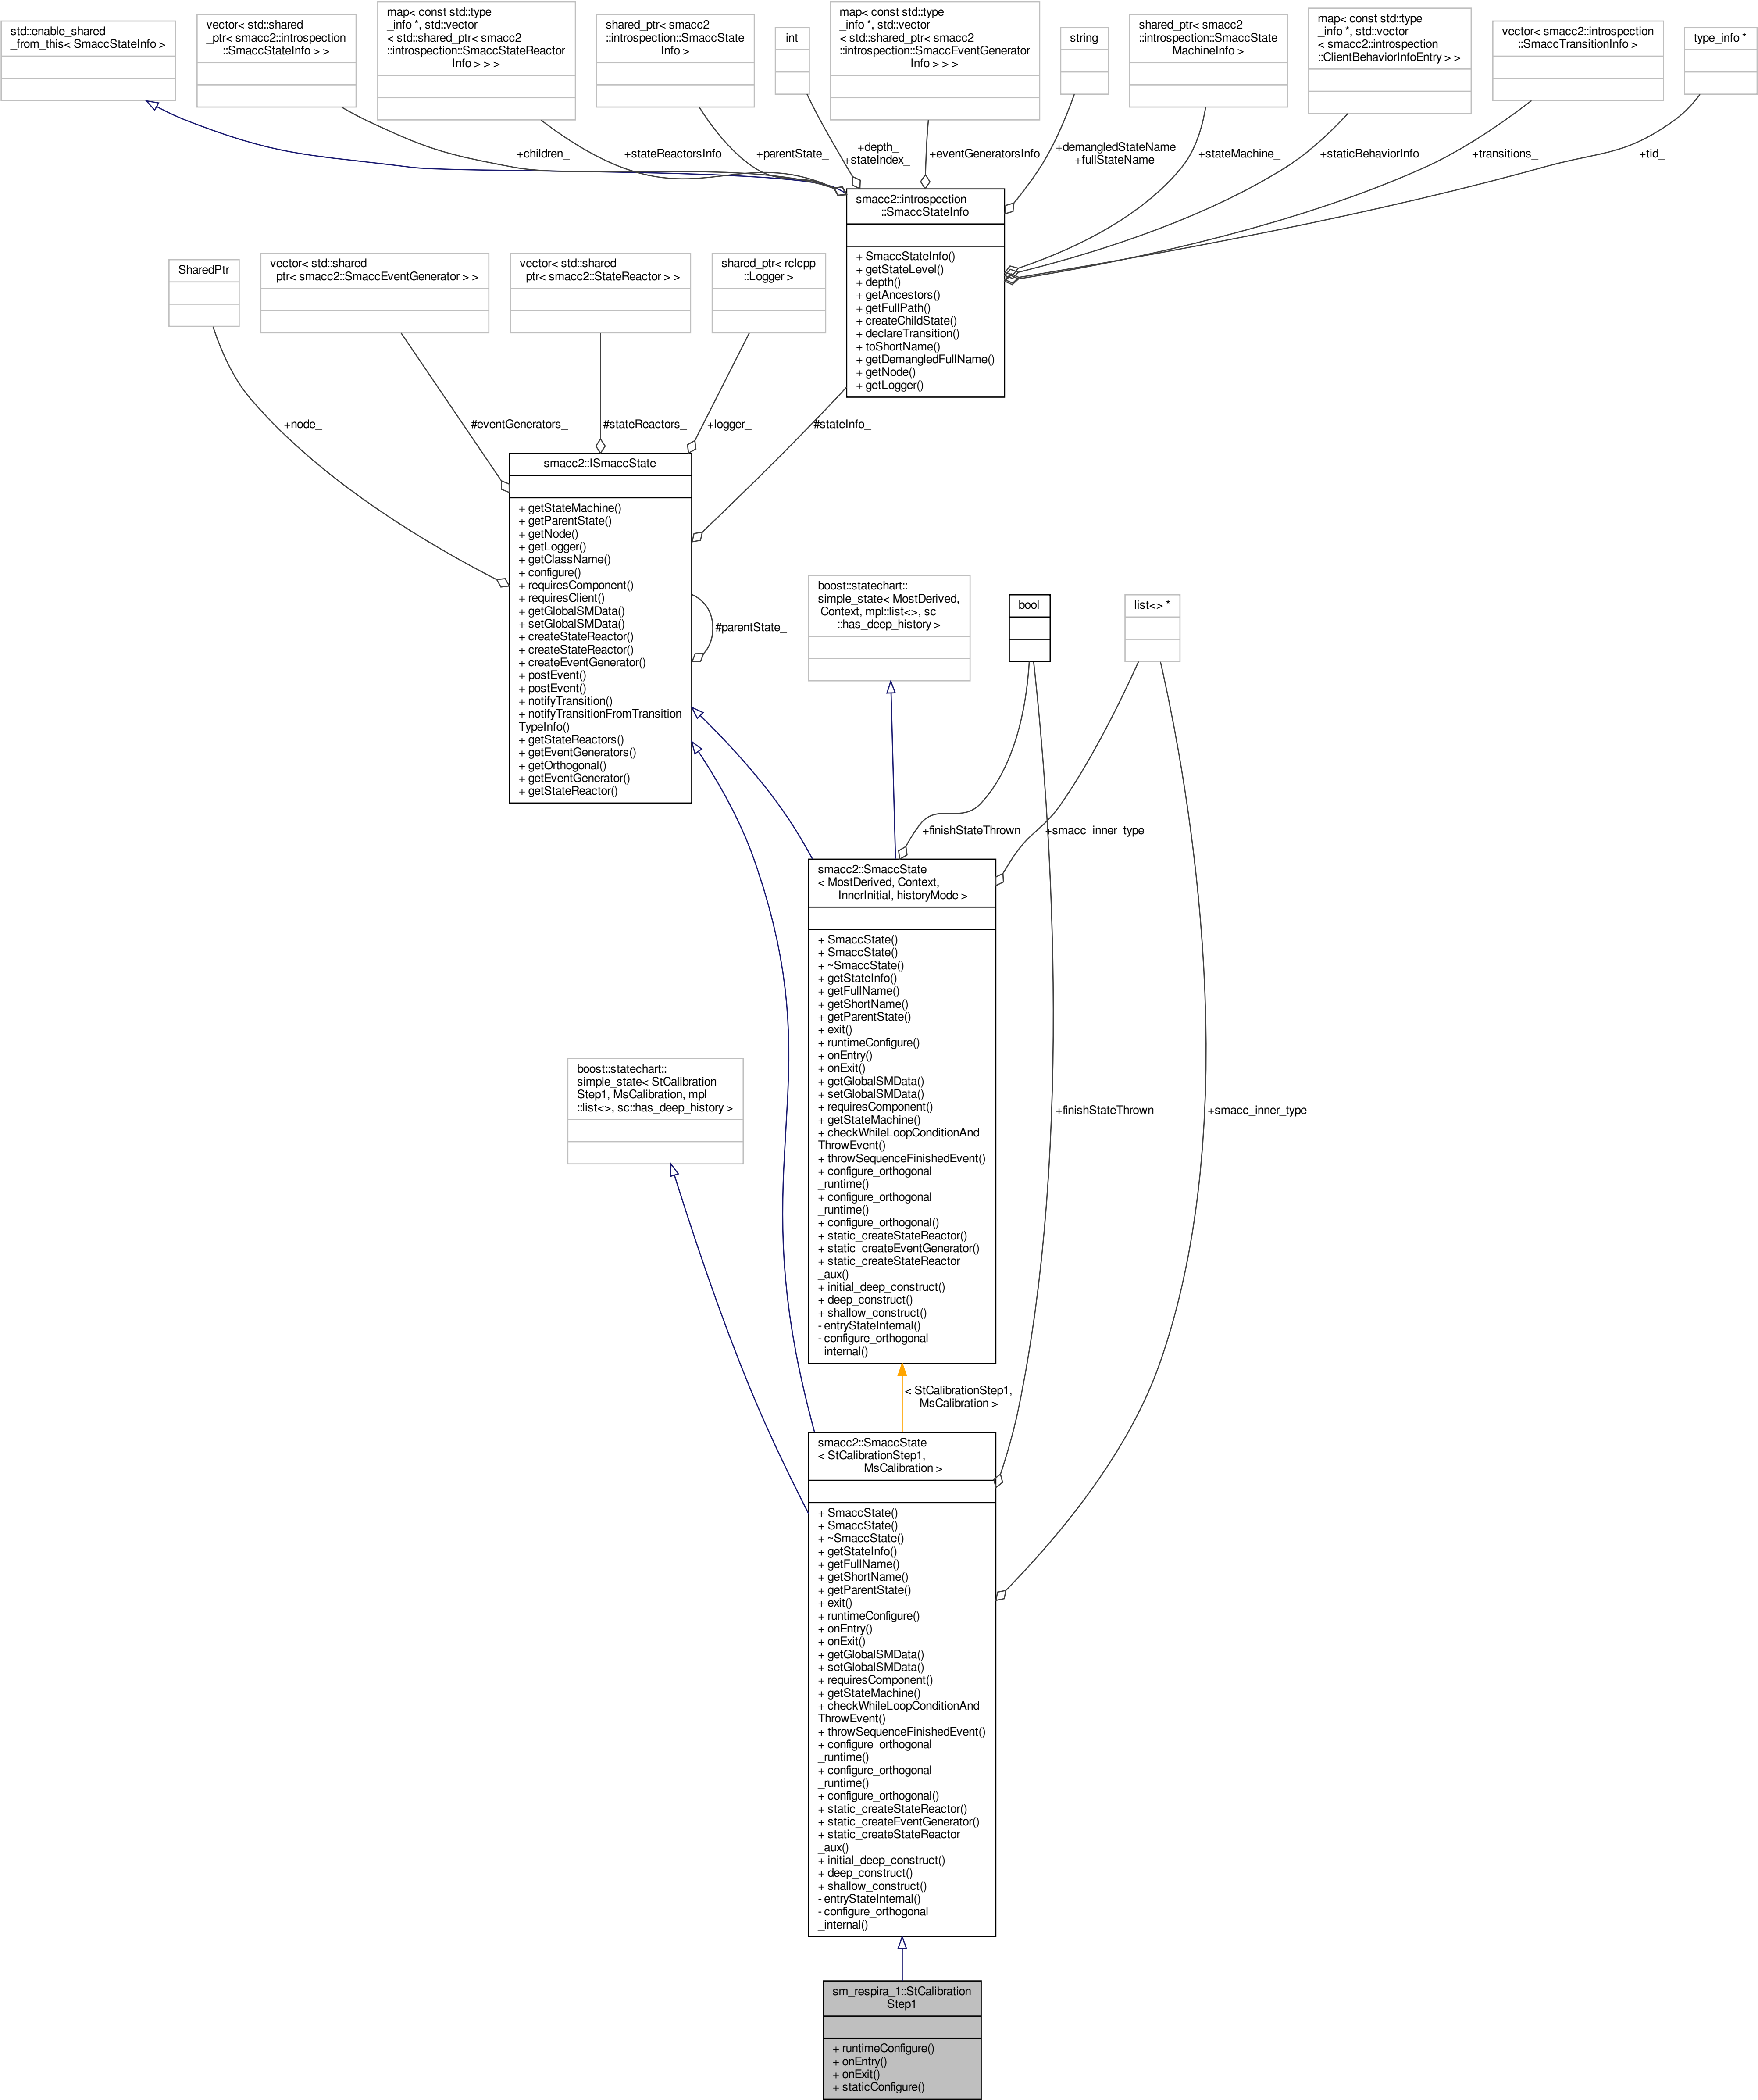 std::enable_shared
_from_this< SmaccStateInfo >
vector< std::shared
_ptr< smacc2::introspection
::SmaccStateInfo > >
map< const std::type
_info *, std::vector
< std::shared_ptr< smacc2
::introspection::SmaccStateReactor
Info > > >
shared_ptr< smacc2
::introspection::SmaccState
Info >
int
map< const std::type
_info *, std::vector
< std::shared_ptr< smacc2
::introspection::SmaccEventGenerator
Info > > >
string
shared_ptr< smacc2
::introspection::SmaccState
MachineInfo >
map< const std::type
_info *, std::vector
< smacc2::introspection
::ClientBehaviorInfoEntry > >
vector< smacc2::introspection
::SmaccTransitionInfo >
type_info *
+children_
+stateReactorsInfo
+parentState_
+depth_
+stateIndex_
+eventGeneratorsInfo
+demangledStateName
+fullStateName
+stateMachine_
+staticBehaviorInfo
+transitions_
+tid_
smacc2::introspection
::SmaccStateInfo
+ SmaccStateInfo()
+ getStateLevel()
+ depth()
+ getAncestors()
+ getFullPath()
+ createChildState()
+ declareTransition()
+ toShortName()
+ getDemangledFullName()
+ getNode()
+ getLogger()
SharedPtr
vector< std::shared
_ptr< smacc2::SmaccEventGenerator > >
vector< std::shared
_ptr< smacc2::StateReactor > >
shared_ptr< rclcpp
::Logger >
+node_
#eventGenerators_
#stateReactors_
+logger_
#stateInfo_
smacc2::ISmaccState
+ getStateMachine()
+ getParentState()
+ getNode()
+ getLogger()
+ getClassName()
+ configure()
+ requiresComponent()
+ requiresClient()
+ getGlobalSMData()
+ setGlobalSMData()
+ createStateReactor()
+ createStateReactor()
+ createEventGenerator()
+ postEvent()
+ postEvent()
+ notifyTransition()
+ notifyTransitionFromTransition
TypeInfo()
+ getStateReactors()
+ getEventGenerators()
+ getOrthogonal()
+ getEventGenerator()
+ getStateReactor()
#parentState_
boost::statechart::
simple_state< MostDerived,
Context, mpl::list<>, sc
::has_deep_history >
bool
list<> *
+finishStateThrown
+smacc_inner_type
smacc2::SmaccState
< MostDerived, Context,
InnerInitial, historyMode >
+ SmaccState()
+ SmaccState()
+ ~SmaccState()
+ getStateInfo()
+ getFullName()
+ getShortName()
+ getParentState()
+ exit()
+ runtimeConfigure()
+ onEntry()
+ onExit()
+ getGlobalSMData()
+ setGlobalSMData()
+ requiresComponent()
+ getStateMachine()
+ checkWhileLoopConditionAnd
ThrowEvent()
+ throwSequenceFinishedEvent()
+ configure_orthogonal
_runtime()
+ configure_orthogonal
_runtime()
+ configure_orthogonal()
+ static_createStateReactor()
+ static_createEventGenerator()
+ static_createStateReactor
_aux()
+ initial_deep_construct()
+ deep_construct()
+ shallow_construct()
- entryStateInternal()
- configure_orthogonal
_internal()
boost::statechart::
simple_state< StCalibration
Step1, MsCalibration, mpl
::list<>, sc::has_deep_history >
+finishStateThrown
+smacc_inner_type
< StCalibrationStep1,
MsCalibration >
smacc2::SmaccState
< StCalibrationStep1,
MsCalibration >
+ SmaccState()
+ SmaccState()
+ ~SmaccState()
+ getStateInfo()
+ getFullName()
+ getShortName()
+ getParentState()
+ exit()
+ runtimeConfigure()
+ onEntry()
+ onExit()
+ getGlobalSMData()
+ setGlobalSMData()
+ requiresComponent()
+ getStateMachine()
+ checkWhileLoopConditionAnd
ThrowEvent()
+ throwSequenceFinishedEvent()
+ configure_orthogonal
_runtime()
+ configure_orthogonal
_runtime()
+ configure_orthogonal()
+ static_createStateReactor()
+ static_createEventGenerator()
+ static_createStateReactor
_aux()
+ initial_deep_construct()
+ deep_construct()
+ shallow_construct()
- entryStateInternal()
- configure_orthogonal
_internal()
sm_respira_1::StCalibration
Step1
+ runtimeConfigure()
+ onEntry()
+ onExit()
+ staticConfigure()